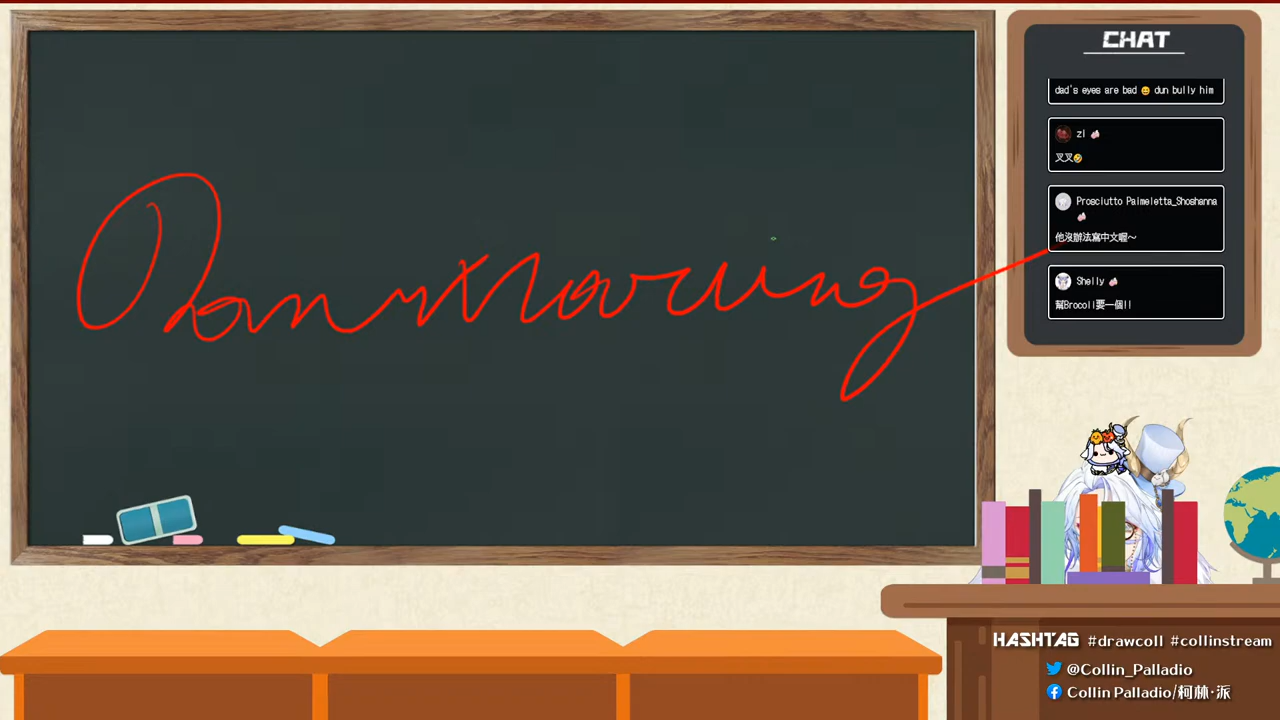 CHAT
dad's eyes are bad 😆 dun bully him
zl
叉叉🤣
Prosciutto Palmeletta_Shoshanna
他沒辦法寫中文喔～
Shelly
幫Brocoll要一個!!
HASHTAG #drawcoll #collinstream
@Collin_Palladio
Collin Palladio/柯林·派